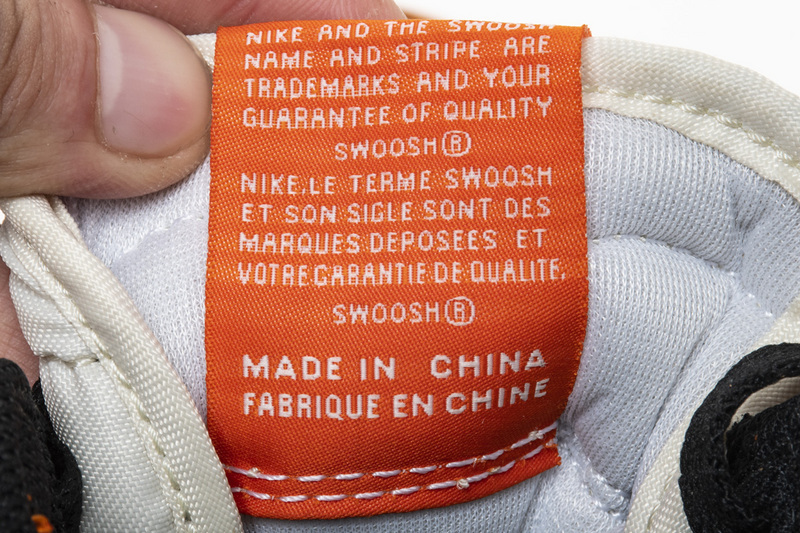 NIKE AND THE SWOOSH
NAME AND STRIPE ARE
TRADEMARKS AND YOUR
GUARANTEE OF QUALITY
SWOOSH®
NIKE.LE TERME SWOOSH
ET SON SIGLE SONT DES
MARQUES DEPOSEES ET
VOTRE GARANTIE DE QUALITE.
SWOOSH®
MADE IN CHINA
FABRIQUE EN CHINE